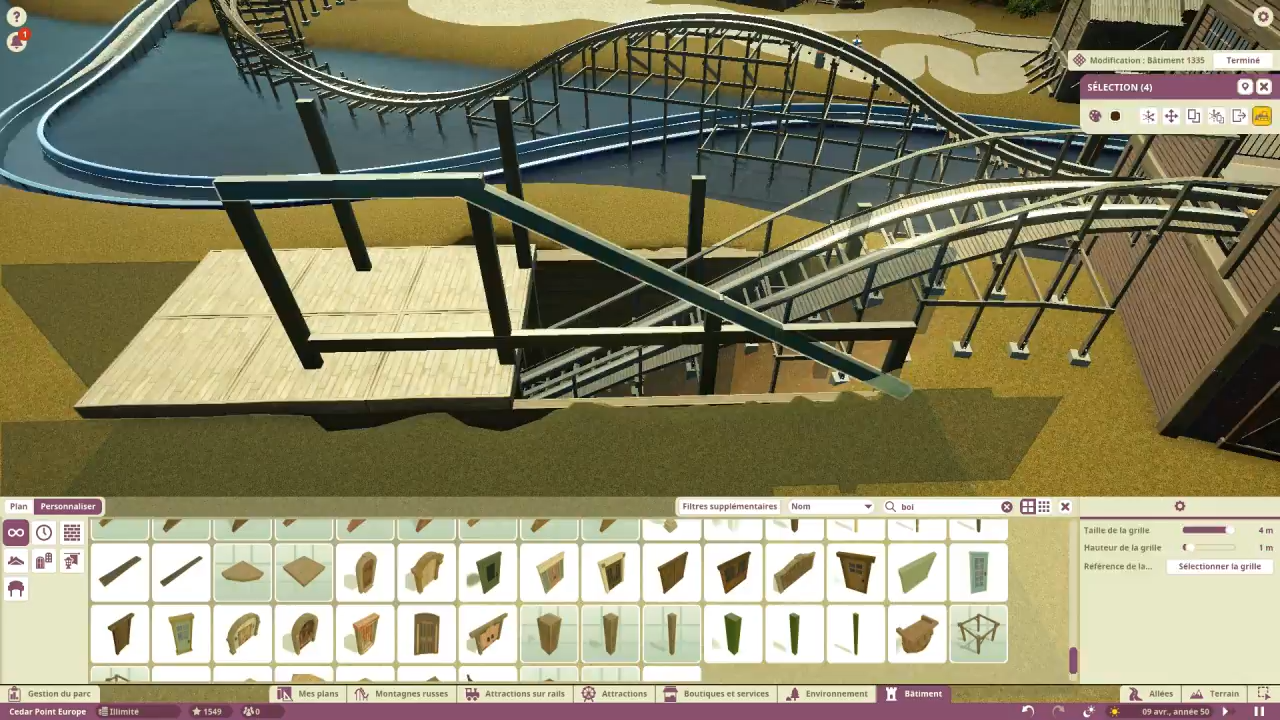 ?
1
Modification : Bâtiment 1335
Terminé
SÉLECTION (4)
Plan
Personnaliser
Filtres supplémentaires
Nom
boi
Taille de la grille
4 m
Hauteur de la grille
1 m
Référence de la...
Sélectionner la grille
Gestion du parc
Mes plans
Montagnes russes
Attractions sur rails
Attractions
Boutiques et services
Environnement
Bâtiment
Allées
Terrain
Cedar Point Europe
Illimité
1549
0
09 avr., année 50